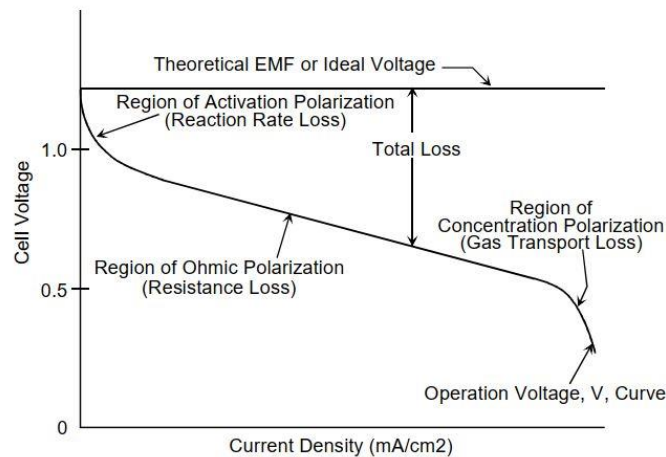 Theoretical EMF or Ideal Voltage
Region of Activation Polarization
(Reaction Rate Loss)
1.0
Total Loss
Cell Voltage
Region of
Concentration Polarization
(Gas Transport Loss)
Region of Ohmic Polarization
(Resistance Loss)
0.5
Operation Voltage, V, Curve
0
Current Density (mA/cm2)